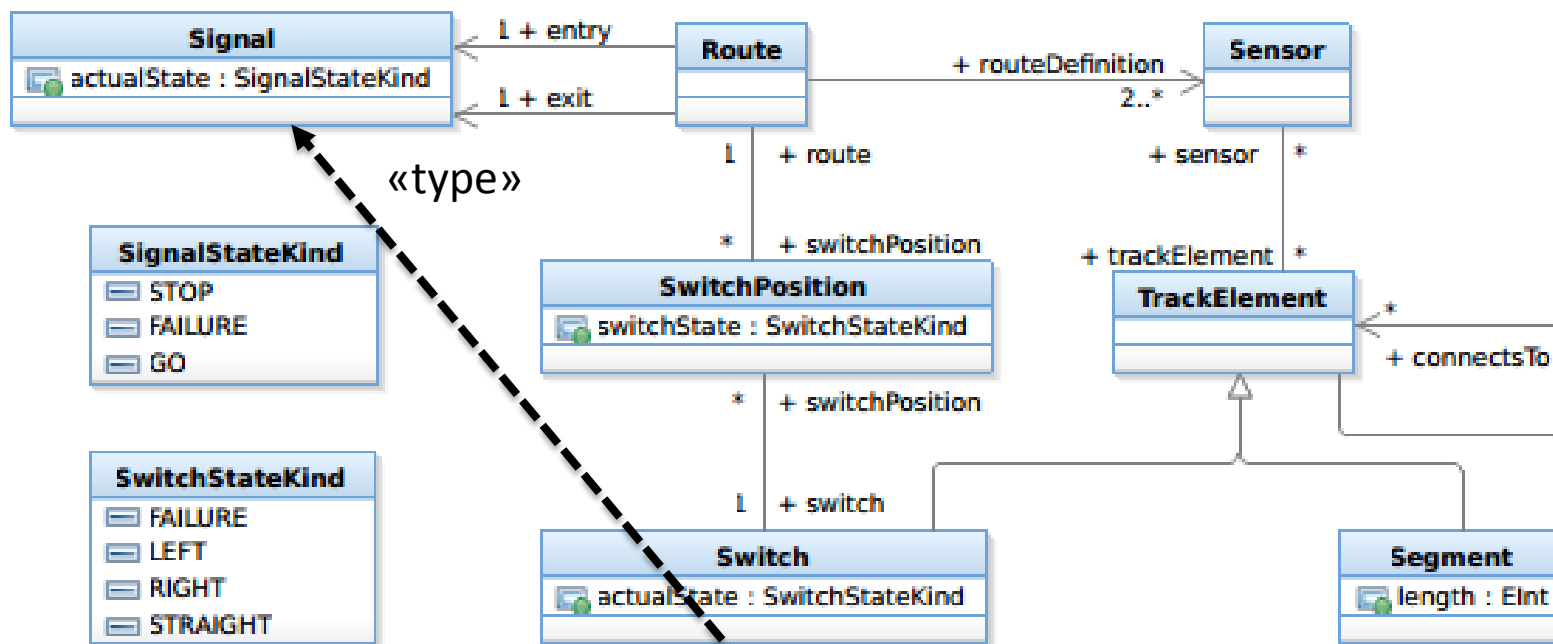 Signal
actualState : SignalStateKind
1 + entry
1 + exit
Route
+ routeDefinition
2..*
Sensor
«type»
1 + route
+ sensor *
SignalStateKind
STOP
FAILURE
GO
* + switchPosition
SwitchPosition
switchState : SwitchStateKind
+ trackElement *
TrackElement
*
+ connectsTo
* + switchPosition
SwitchStateKind
FAILURE
LEFT
RIGHT
STRAIGHT
1 + switch
Switch
actualState : SwitchStateKind
Segment
length : EInt